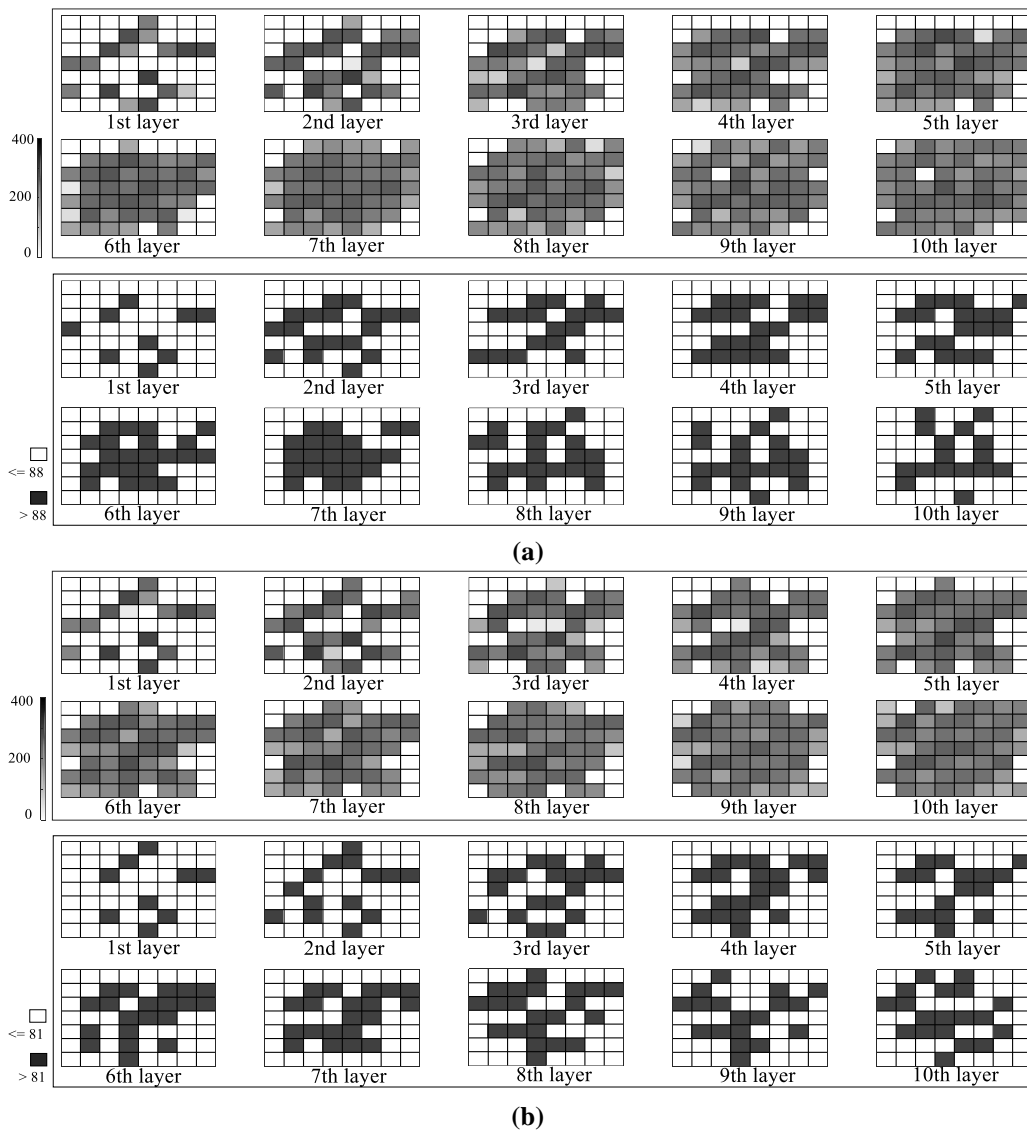 1st layer 2nd layer 3rd layer 4th layer 5th layer
400
200
0
6th layer 7th layer 8th layer 9th layer 10th layer
1st layer 2nd layer 3rd layer 4th layer 5th layer
<= 88
> 88
6th layer 7th layer 8th layer 9th layer 10th layer
(a)
1st layer 2nd layer 3rd layer 4th layer 5th layer
400
200
0
6th layer 7th layer 8th layer 9th layer 10th layer
1st layer 2nd layer 3rd layer 4th layer 5th layer
<= 81
> 81
6th layer 7th layer 8th layer 9th layer 10th layer
(b)